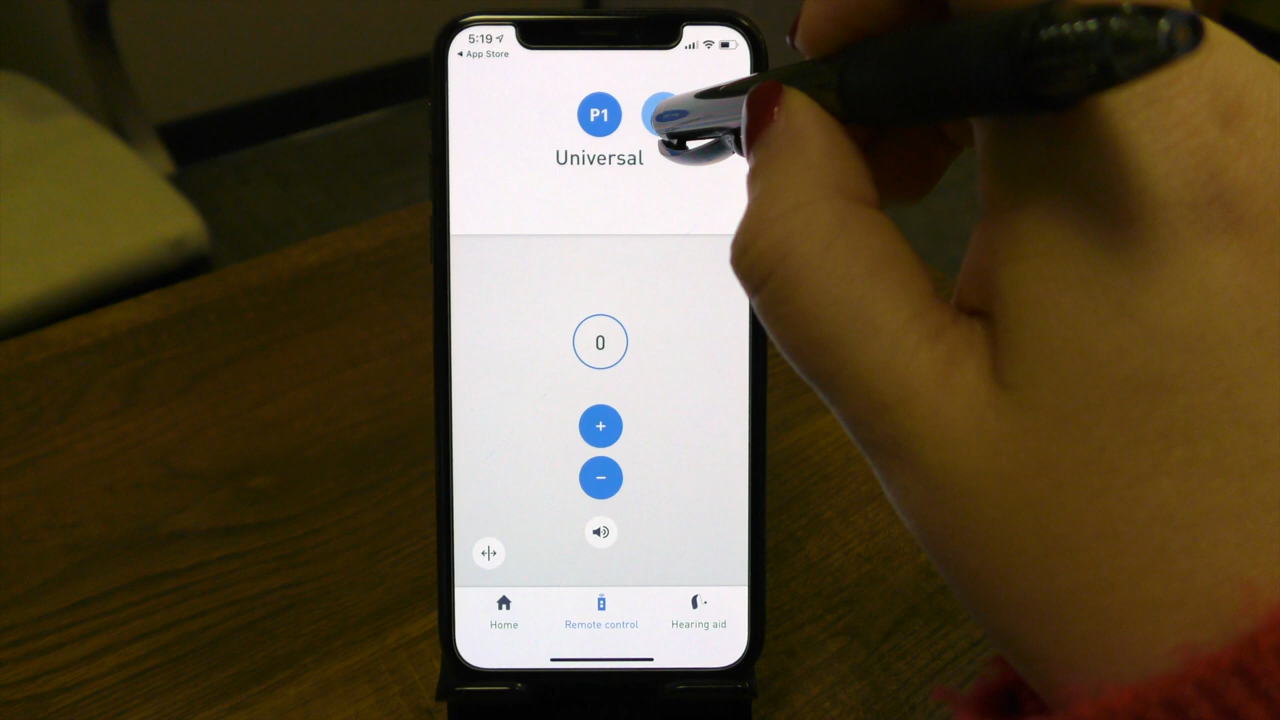 5:19
◀ App Store
P1
Universal
0
+
−
Home
Remote control
Hearing aid